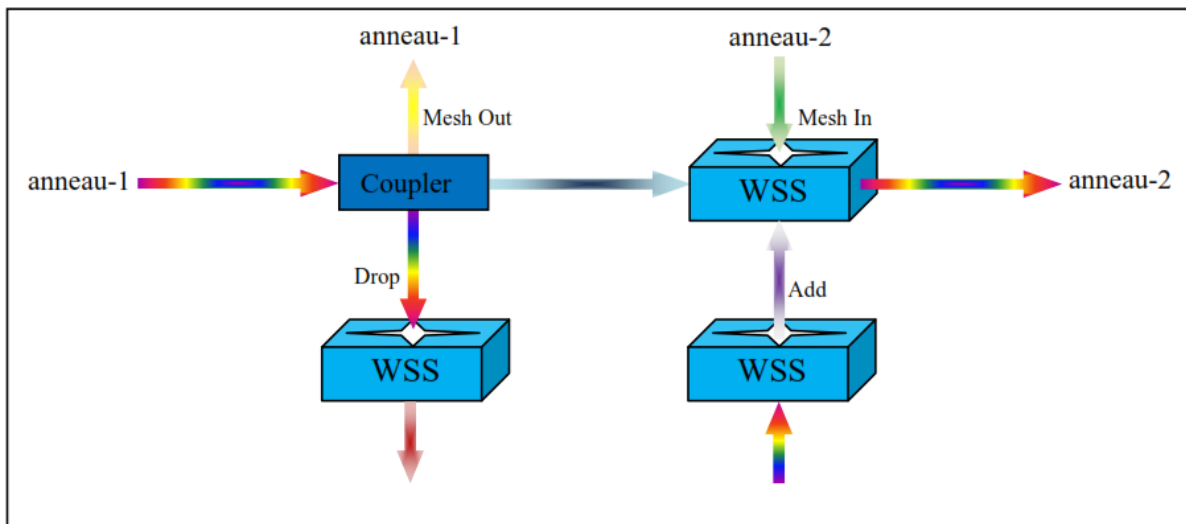 anneau-1
anneau-2
Mesh Out
Mesh In
anneau-1
Coupler
WSS
anneau-2
Drop
Add
WSS
WSS